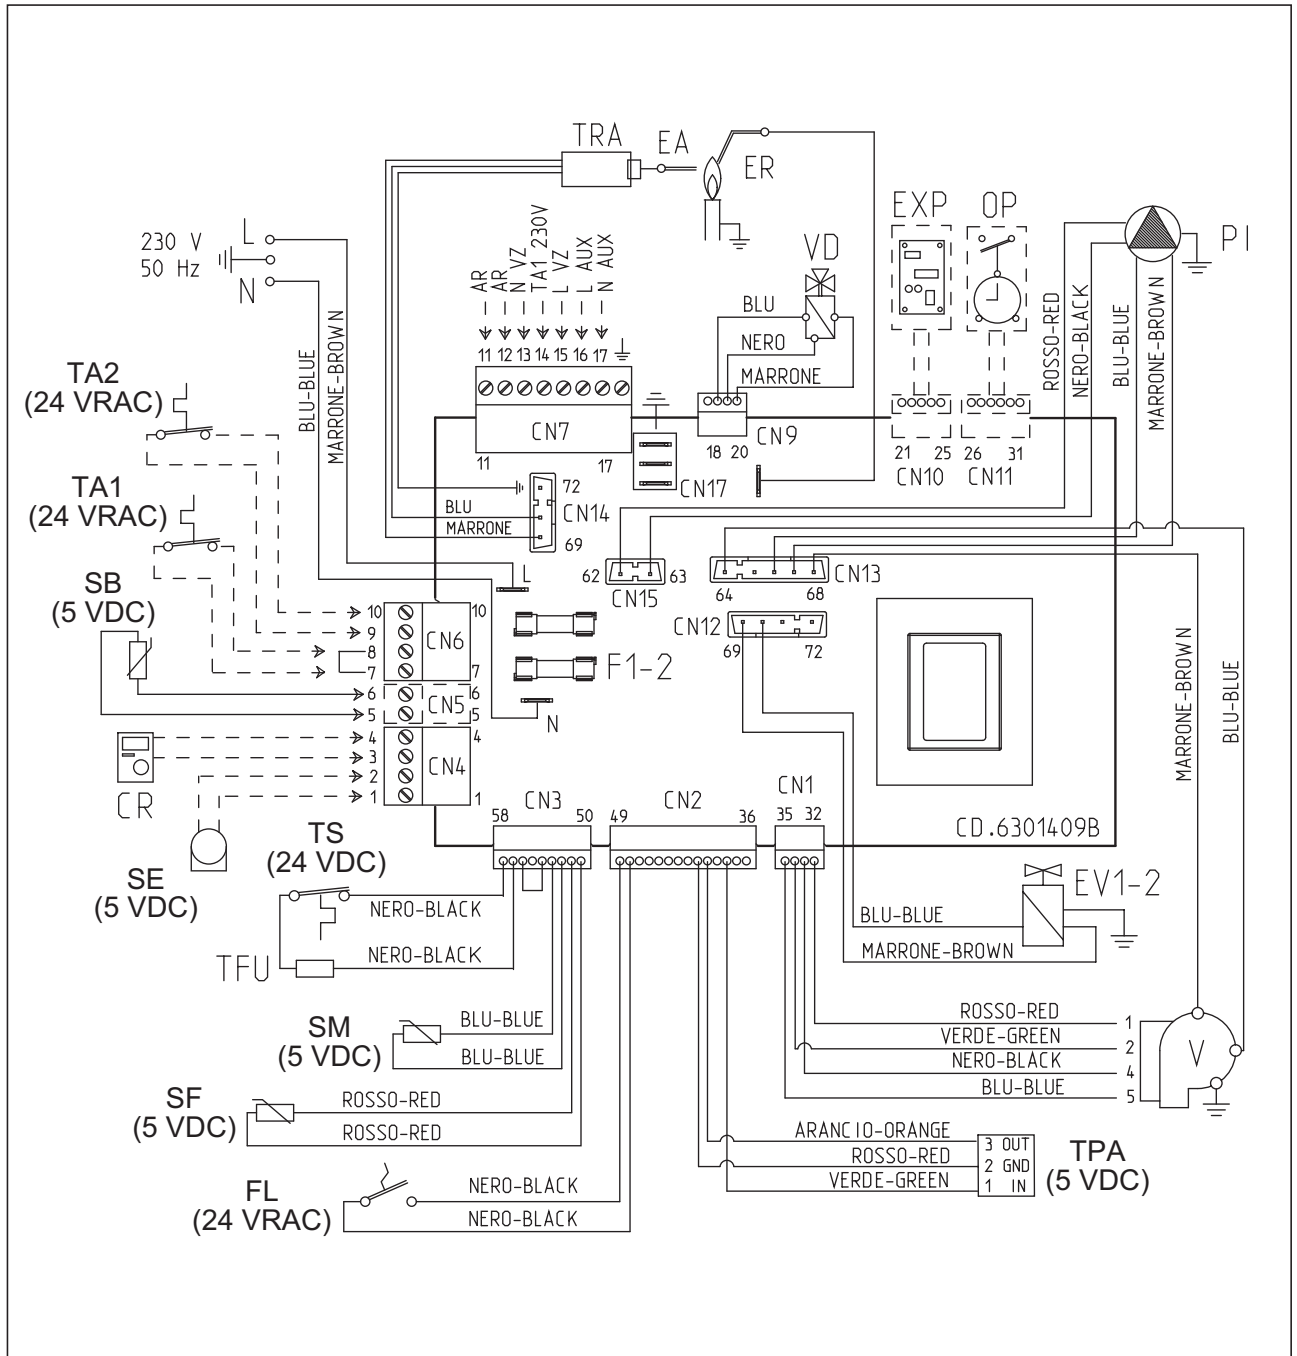 TRA
EA
ER
EXP
OP
PI
VD
230 V
50 Hz
L
N
AR
AR
N VZ
TA1 230V
L VZ
L AUX
N AUX
11
12
13
14
15
16
17
CN7
11
17
BLU
NERO
MARRONE
18
20
CN9
CN17
21
25
CN10
26
31
CN11
ROSSO-RED
NERO-BLACK
BLU-BLUE
MARRONE-BROWN
BLU-BLUE
MARRONE-BROWN
TA2
(24 VRAC)
TA1
(24 VRAC)
SB
(5 VDC)
BLU
MARRONE
72
CN14
69
L
62
63
CN15
64
68
CN13
CN12
69
72
F1-2
N
10
9
8
7
10
CN6
7
6
5
CN5
6
5
4
3
2
1
CN4
4
1
CR
SE
(5 VDC)
TS
(24 VDC)
58
CN3
50
49
CN2
36
CN1
35
32
CD.6301409B
MARRONE-BROWN
BLU-BLUE
NERO-BLACK
NERO-BLACK
TFU
EV1-2
BLU-BLUE
MARRONE-BROWN
SM
(5 VDC)
BLU-BLUE
BLU-BLUE
ROSSO-RED
1
VERDE-GREEN
2
NERO-BLACK
4
BLU-BLUE
5
V
SF
(5 VDC)
ROSSO-RED
ROSSO-RED
ARANCIO-ORANGE
3 OUT
ROSSO-RED
2 GND
VERDE-GREEN
1 IN
TPA
(5 VDC)
FL
(24 VRAC)
NERO-BLACK
NERO-BLACK